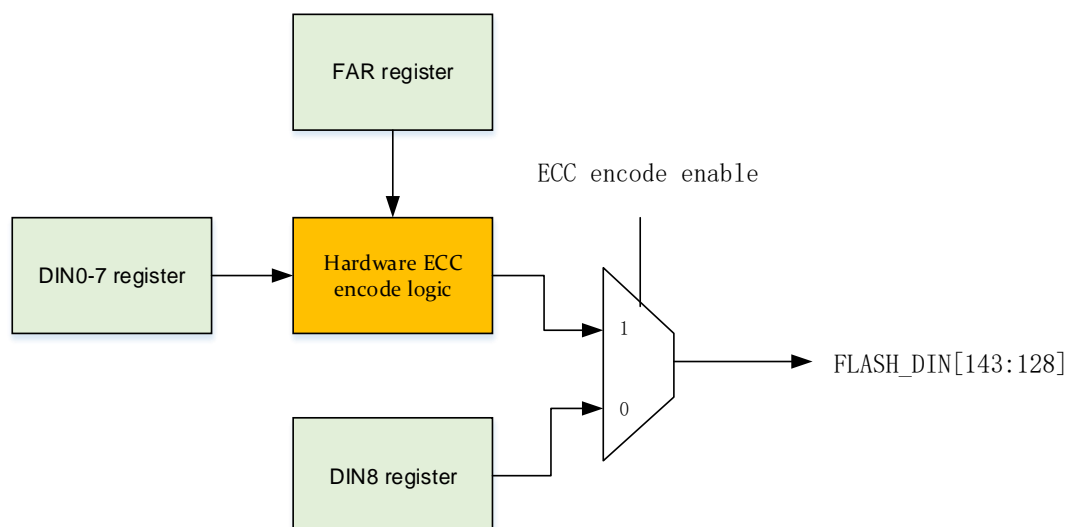 FAR register
ECC encode enable
DIN0-7 register
Hardware ECC
encode logic
1
FLASH_DIN[143:128]
0
DIN8 register